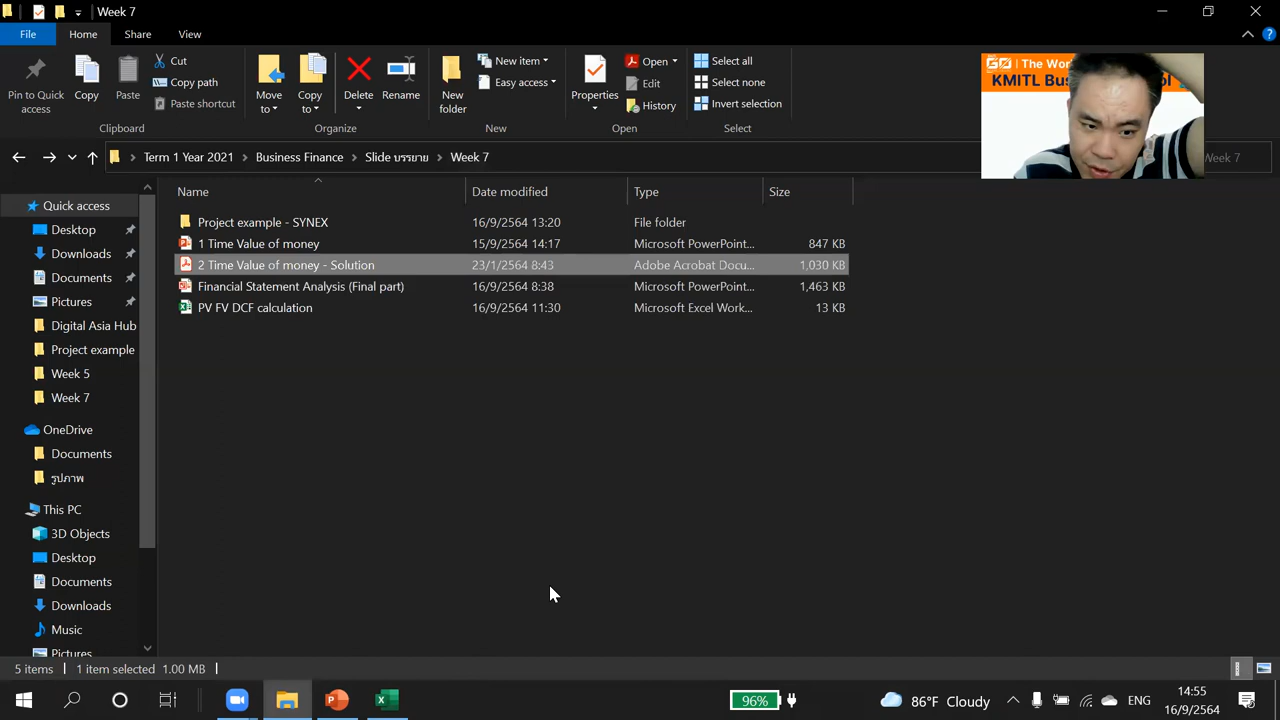 Week 7
File Home Share View
Pin to Quick access
Copy
Paste
Cut
Copy path
Paste shortcut
Clipboard
Move to
Copy to
Delete
Rename
Organize
New folder
New item
Easy access
New
Properties
Open
Edit
History
Open
Select all
Select none
Invert selection
Select
GO The Wor
KMITL Bus SI
Term 1 Year 2021 Business Finance Slide บรรยาย Week 7
Week 7
Name Date modified Type Size
Project example - SYNEX 16/9/2564 13:20 File folder
1 Time Value of money 15/9/2564 14:17 Microsoft PowerPoint... 847 KB
2 Time Value of money - Solution 23/1/2564 8:43 Adobe Acrobat Docu... 1,030 KB
Financial Statement Analysis (Final part) 16/9/2564 8:38 Microsoft PowerPoint... 1,463 KB
PV FV DCF calculation 16/9/2564 11:30 Microsoft Excel Work... 13 KB
Quick access
Desktop
Downloads
Documents
Pictures
Digital Asia Hub
Project example
Week 5
Week 7
OneDrive
Documents
รูปภาพ
This PC
3D Objects
Desktop
Documents
Downloads
Music
Pictures
5 items 1 item selected 1.00 MB
96% 86°F Cloudy ENG 14:55
16/9/2564